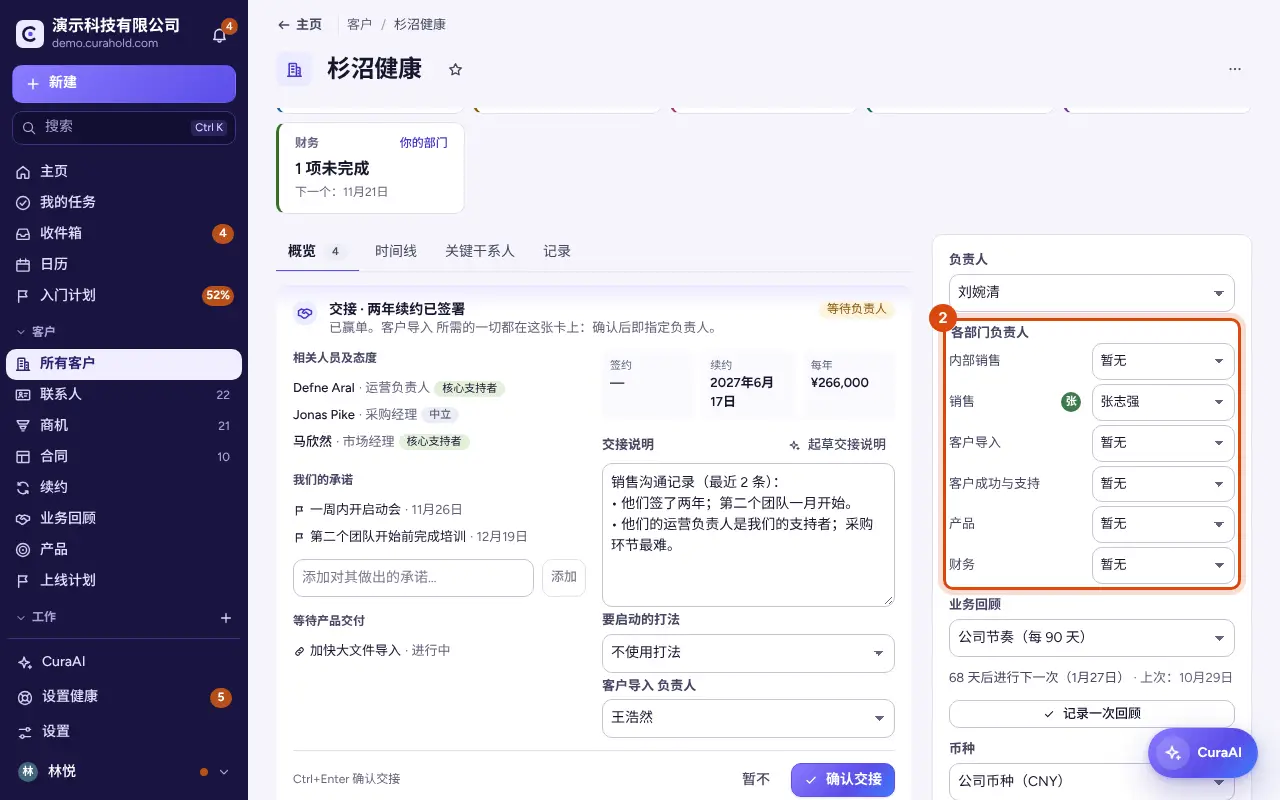 演示科技有限公司
demo.curahold.com
4
新建
搜索
Ctrl K
主页
我的任务
收件箱
4
日历
入门计划
52%
客户
所有客户
联系人
22
商机
21
合同
10
续约
业务回顾
产品
上线计划
工作
CuraAI
设置健康
5
设置
林
林悦
主页
客户 / 杉沼健康
杉沼健康
财务
你的部门
1 项未完成
下一个：11月21日
概览 4
时间线
关键干系人
记录
交接 · 两年续约已签署
等待负责人
已赢单。客户导入 所需的一切都在这张卡上：确认后即指定负责人。
相关人员及态度
Defne Aral · 运营负责人 核心支持者
Jonas Pike · 采购经理 中立
马欣然 · 市场经理 核心支持者
我们的承诺
一周内开启动会 · 11月26日
第二个团队开始前完成培训 · 12月19日
添加对其做出的承诺...
添加
等待产品交付
加快大文件导入 · 进行中
签约
—
续约
2027年6月
17日
每年
¥266,000
交接说明
起草交接说明
销售沟通记录（最近 2 条）：
• 他们签了两年；第二个团队一月开始。
• 他们的运营负责人是我们的支持者；采购
环节最难。
要启动的打法
不使用打法
客户导入 负责人
王浩然
Ctrl+Enter 确认交接
暂不
确认交接
负责人
刘婉清
2
各部门负责人
内部销售
暂无
销售
张
张志强
客户导入
暂无
客户成功与支持
暂无
产品
暂无
财务
暂无
业务回顾
公司节奏（每 90 天）
68 天后进行下一次（1月27日） · 上次：10月29日
记录一次回顾
币种
公司币种（CNY）
CuraAI